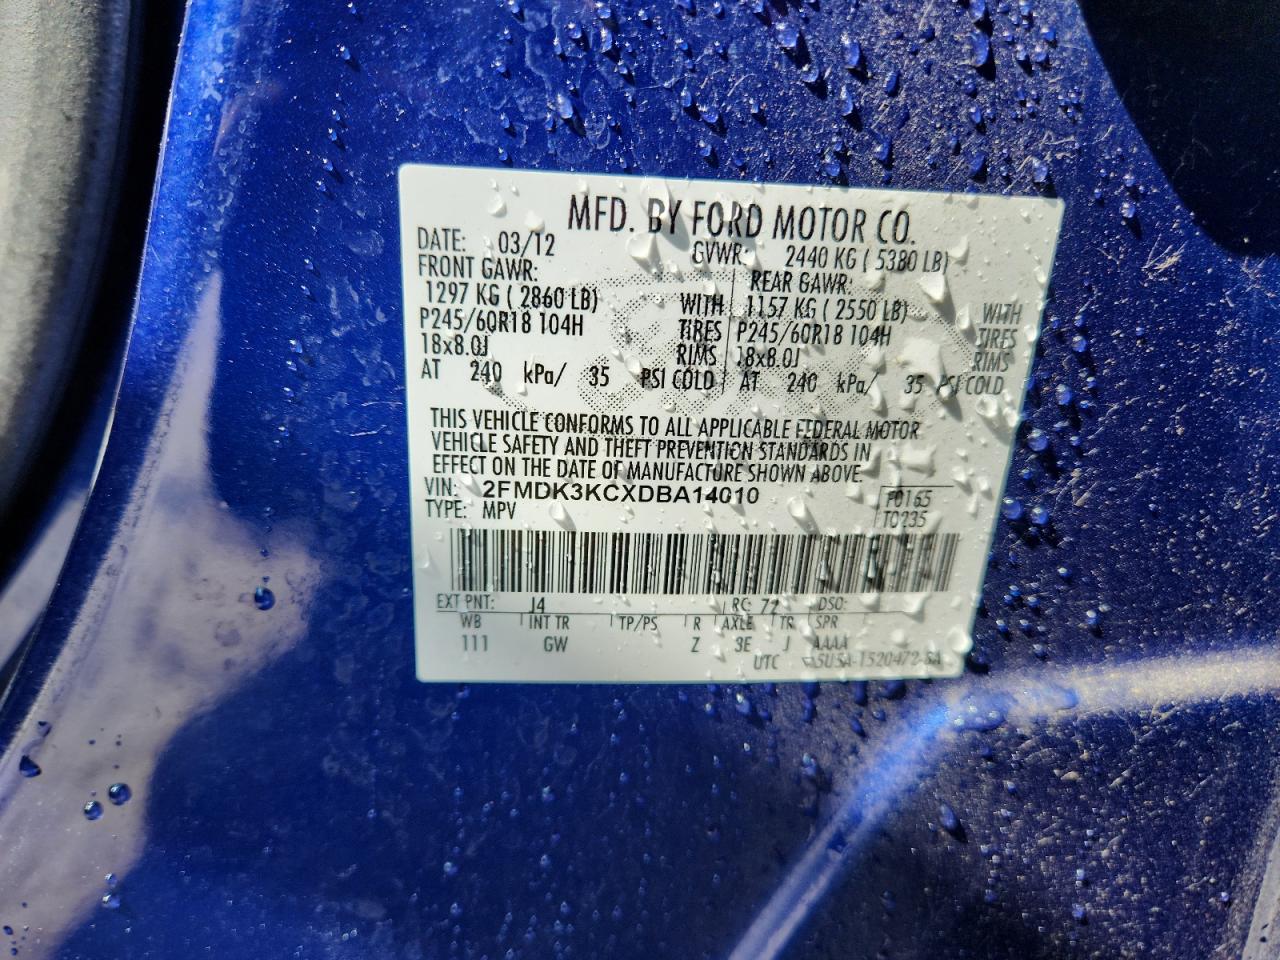 MFD. BY FORD MOTOR CO.
DATE: 03/12 GVWR: 2440 KG ( 5380 LB)
FRONT GAWR: REAR GAWR:
1297 KG ( 2860 LB) WITH 1157 KG ( 2550 LB) WITH
P245/60R18 104H TIRES P245/60R18 104H TIRES
18x8.0J RIMS 18x8.0J RIMS
AT 240 kPa/ 35 PSI COLD AT 240 kPa/ 35 PSI COLD
THIS VEHICLE CONFORMS TO ALL APPLICABLE FEDERAL MOTOR
VEHICLE SAFETY AND THEFT PREVENTION STANDARDS IN
EFFECT ON THE DATE OF MANUFACTURE SHOWN ABOVE.
VIN: 2FMDK3KCXDBA14010 F0165
TYPE: MPV T0235
EXT PNT: J4 RC: 72 DSO:
WB INT TR TP/PS R AXLE TR SPR
111 GW Z 3E J AAAA
UTC